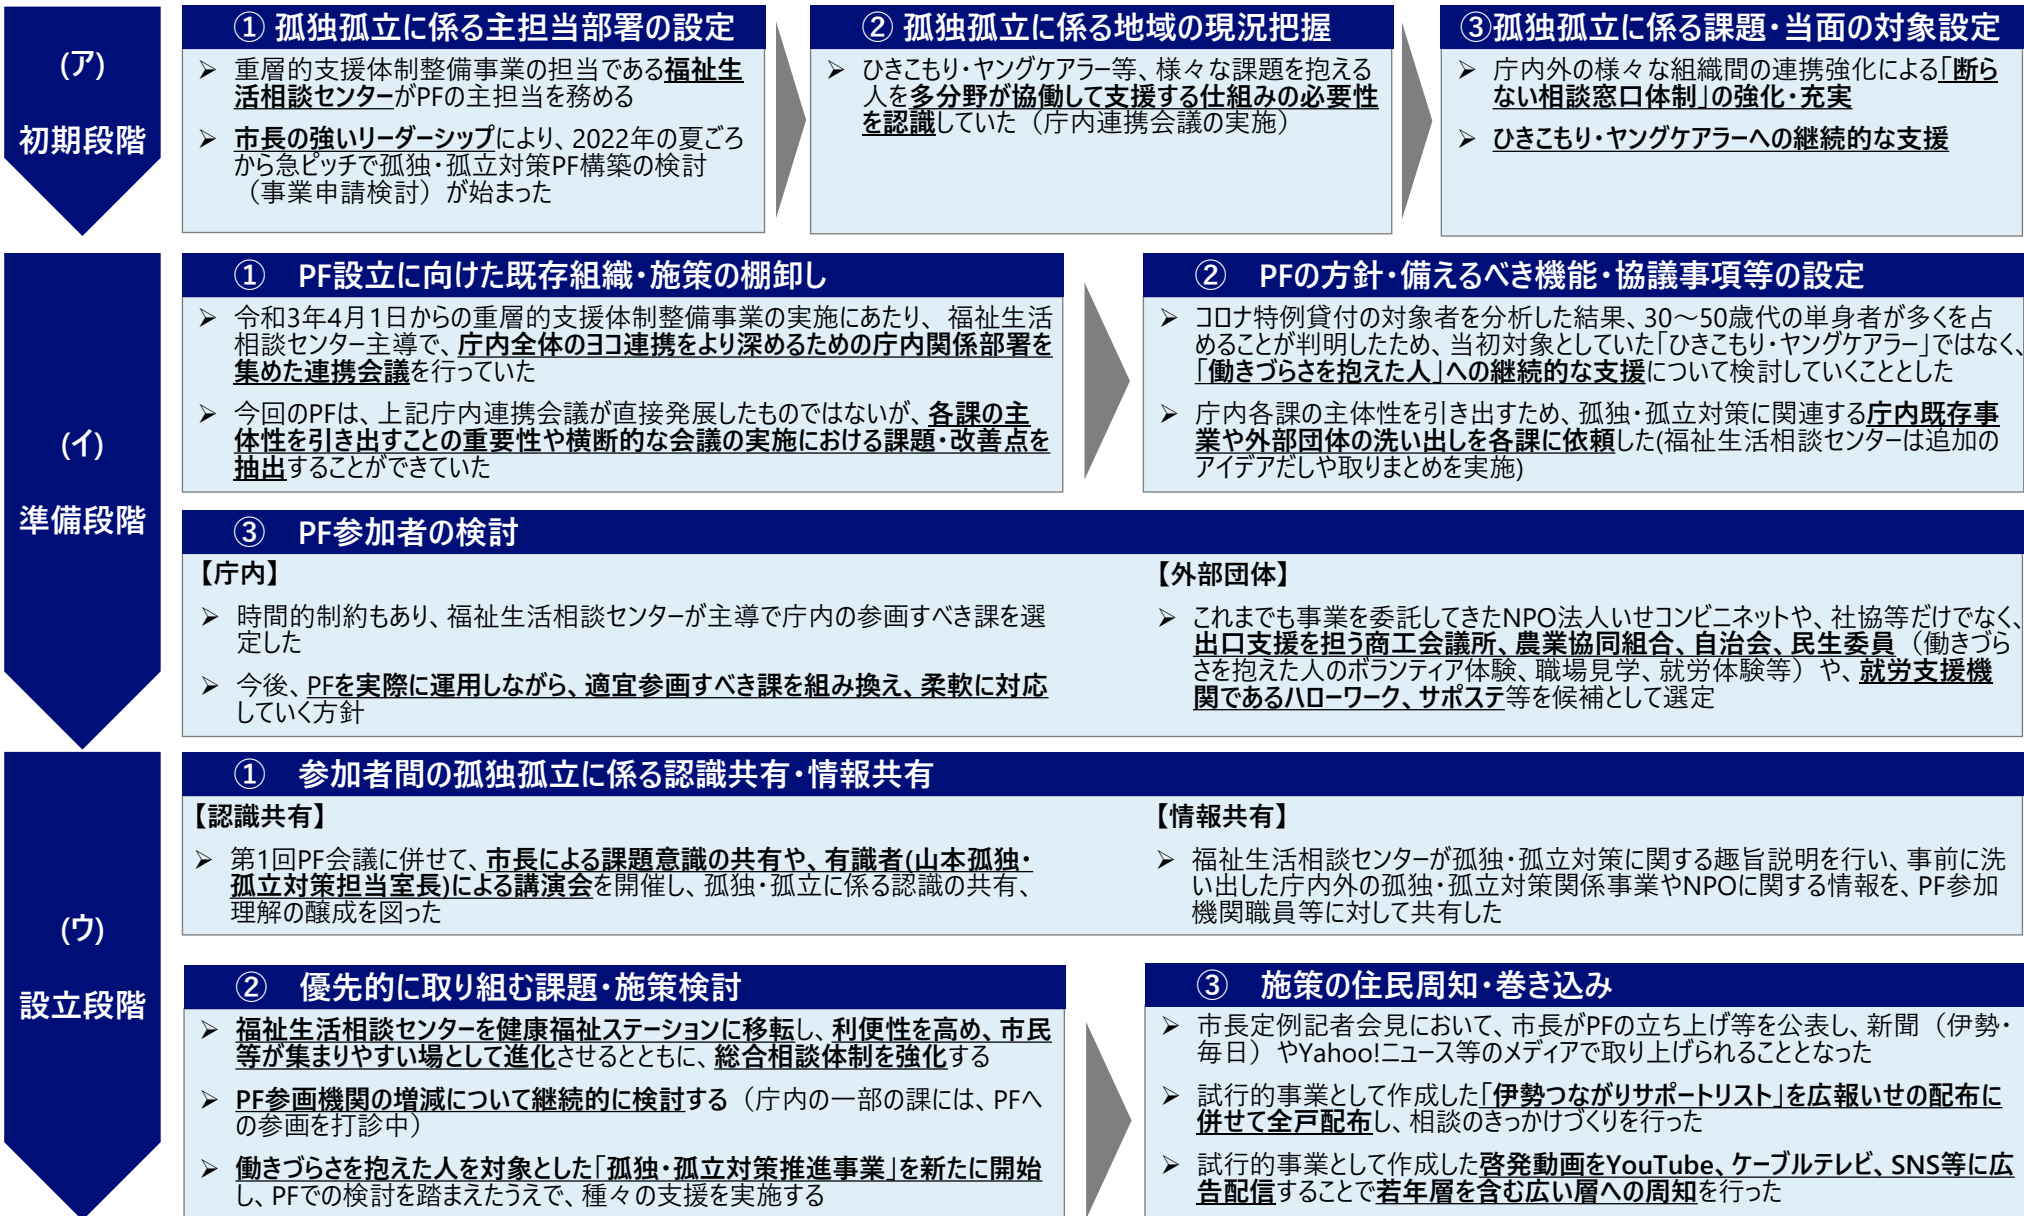 (ア)
初期段階
① 孤独孤立に係る主担当部署の設定
➢ 重層的支援体制整備事業の担当である福祉生
活相談センターがPFの主担当を務める
➢ 市長の強いリーダーシップにより、2022年の夏ごろ
から急ピッチで孤独・孤立対策PF構築の検討
（事業申請検討）が始まった
② 孤独孤立に係る地域の現況把握
➢ ひきこもり・ヤングケアラー等、様々な課題を抱える
人を多分野が協働して支援する仕組みの必要性
を認識していた（庁内連携会議の実施）
③孤独孤立に係る課題・当面の対象設定
➢ 庁内外の様々な組織間の連携強化による「断ら
ない相談窓口体制」の強化・充実
➢ ひきこもり・ヤングケアラーへの継続的な支援
(イ)
準備段階
① PF設立に向けた既存組織・施策の棚卸し
➢ 令和3年4月1日からの重層的支援体制整備事業の実施にあたり、福祉生活
相談センター主導で、庁内全体のヨコ連携をより深めるための庁内関係部署を
集めた連携会議を行っていた
➢ 今回のPFは、上記庁内連携会議が直接発展したものではないが、各課の主
体性を引き出すことの重要性や横断的な会議の実施における課題・改善点を
抽出することができていた
② PFの方針・備えるべき機能・協議事項等の設定
➢ コロナ特例貸付の対象者を分析した結果、30～50歳代の単身者が多くを占
めることが判明したため、当初対象としていた「ひきこもり・ヤングケアラー」ではなく、
「働きづらさを抱えた人」への継続的な支援について検討していくこととした
➢ 庁内各課の主体性を引き出すため、孤独・孤立対策に関連する庁内既存事
業や外部団体の洗い出しを各課に依頼した(福祉生活相談センターは追加の
アイデアだしや取りまとめを実施)
③ PF参加者の検討
【庁内】
➢ 時間的制約もあり、福祉生活相談センターが主導で庁内の参画すべき課を選
定した
➢ 今後、PFを実際に運用しながら、適宜参画すべき課を組み換え、柔軟に対応
していく方針
【外部団体】
➢ これまでも事業を委託してきたNPO法人いせコンビニネットや、社協等だけでなく、
出口支援を担う商工会議所、農業協同組合、自治会、民生委員（働きづら
さを抱えた人のボランティア体験、職場見学、就労体験等）や、就労支援機
関であるハローワーク、サポステ等を候補として選定
(ウ)
設立段階
① 参加者間の孤独孤立に係る認識共有・情報共有
【認識共有】
➢ 第1回PF会議に併せて、市長による課題意識の共有や、有識者(山本孤独・
孤立対策担当室長)による講演会を開催し、孤独・孤立に係る認識の共有、
理解の醸成を図った
【情報共有】
➢ 福祉生活相談センターが孤独・孤立対策に関する趣旨説明を行い、事前に洗
い出した庁内外の孤独・孤立対策関係事業やNPOに関する情報を、PF参加
機関職員等に対して共有した
② 優先的に取り組む課題・施策検討
➢ 福祉生活相談センターを健康福祉ステーションに移転し、利便性を高め、市民
等が集まりやすい場として進化させるとともに、総合相談体制を強化する
➢ PF参画機関の増減について継続的に検討する（庁内の一部の課には、PFへ
の参画を打診中）
➢ 働きづらさを抱えた人を対象とした「孤独・孤立対策推進事業」を新たに開始
し、PFでの検討を踏まえたうえで、種々の支援を実施する
③ 施策の住民周知・巻き込み
➢ 市長定例記者会見において、市長がPFの立ち上げ等を公表し、新聞（伊勢・
毎日）やYahoo!ニュース等のメディアで取り上げられることとなった
➢ 試行的事業として作成した「伊勢つながりサポートリスト」を広報いせの配布に
併せて全戸配布し、相談のきっかけづくりを行った
➢ 試行的事業として作成した啓発動画をYouTube、ケーブルテレビ、SNS等に広
告配信することで若年層を含む広い層への周知を行った